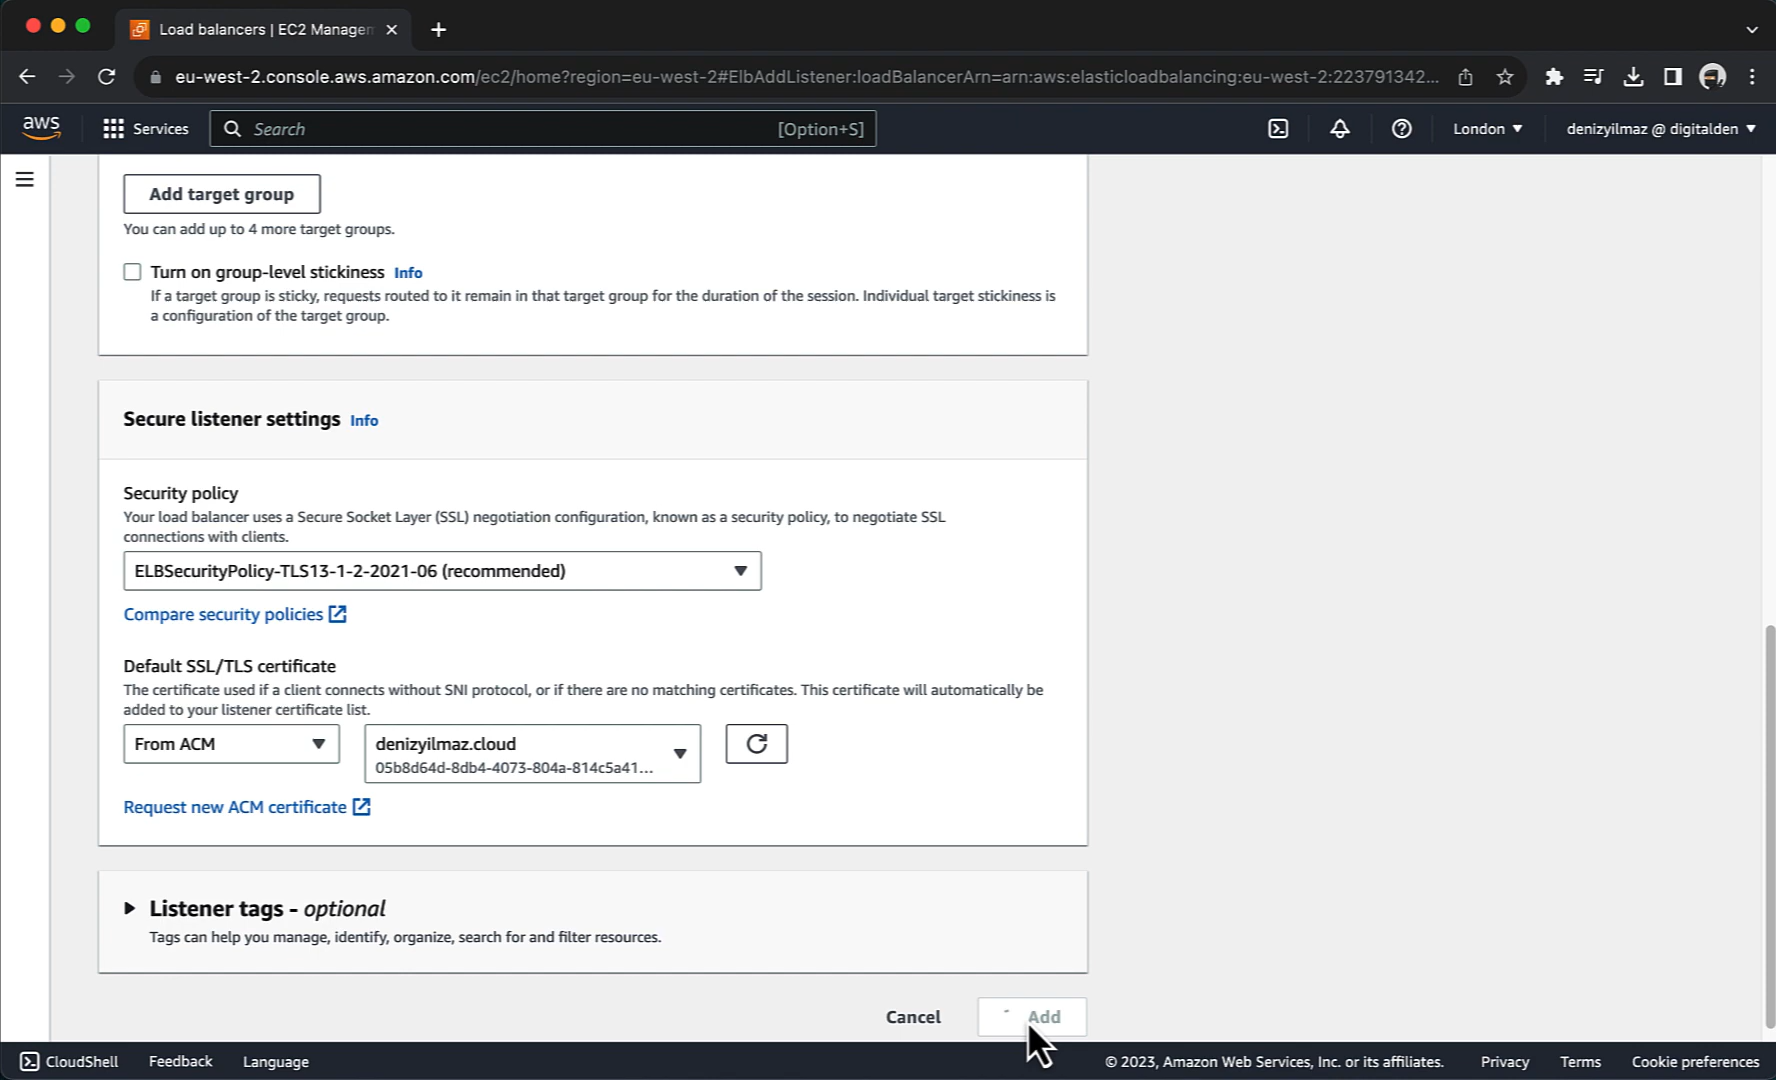 Load balancers | EC2 Managem
eu-west-2.console.aws.amazon.com/ec2/home?region=eu-west-2#ElbAddListener:loadBalancerArn=arn:aws:elasticloadbalancing:eu-west-2:223791342...
aws
Services
Search
[Option+S]
London
denizyilmaz @ digitalden
Add target group
You can add up to 4 more target groups.
Turn on group-level stickiness Info
If a target group is sticky, requests routed to it remain in that target group for the duration of the session. Individual target stickiness is
a configuration of the target group.
Secure listener settings Info
Security policy
Your load balancer uses a Secure Socket Layer (SSL) negotiation configuration, known as a security policy, to negotiate SSL
connections with clients.
ELBSecurityPolicy-TLS13-1-2-2021-06 (recommended)
Compare security policies
Default SSL/TLS certificate
The certificate used if a client connects without SNI protocol, or if there are no matching certificates. This certificate will automatically be
added to your listener certificate list.
From ACM
denizyilmaz.cloud
05b8d64d-8db4-4073-804a-814c5a41...
Request new ACM certificate
Listener tags - optional
Tags can help you manage, identify, organize, search for and filter resources.
Cancel
Add
CloudShell
Feedback
Language
© 2023, Amazon Web Services, Inc. or its affiliates.
Privacy
Terms
Cookie preferences